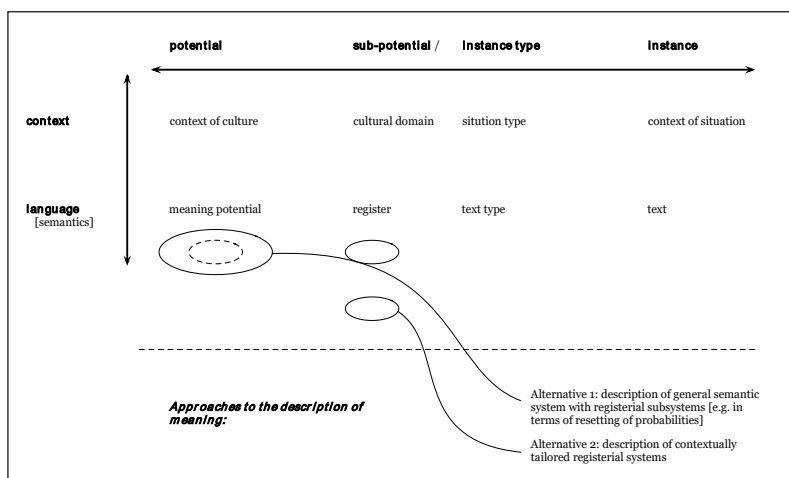 potential sub-potential / instance type instance
context context of culture cultural domain sitution type context of situation
language meaning potential register text type text
[semantics]
Approaches to the description of
meaning:
Alternative 1: description of general semantic
system with registerial subsystems [e.g. in
terms of resetting of probabilities]
Alternative 2: description of contextually
tailored registerial systems